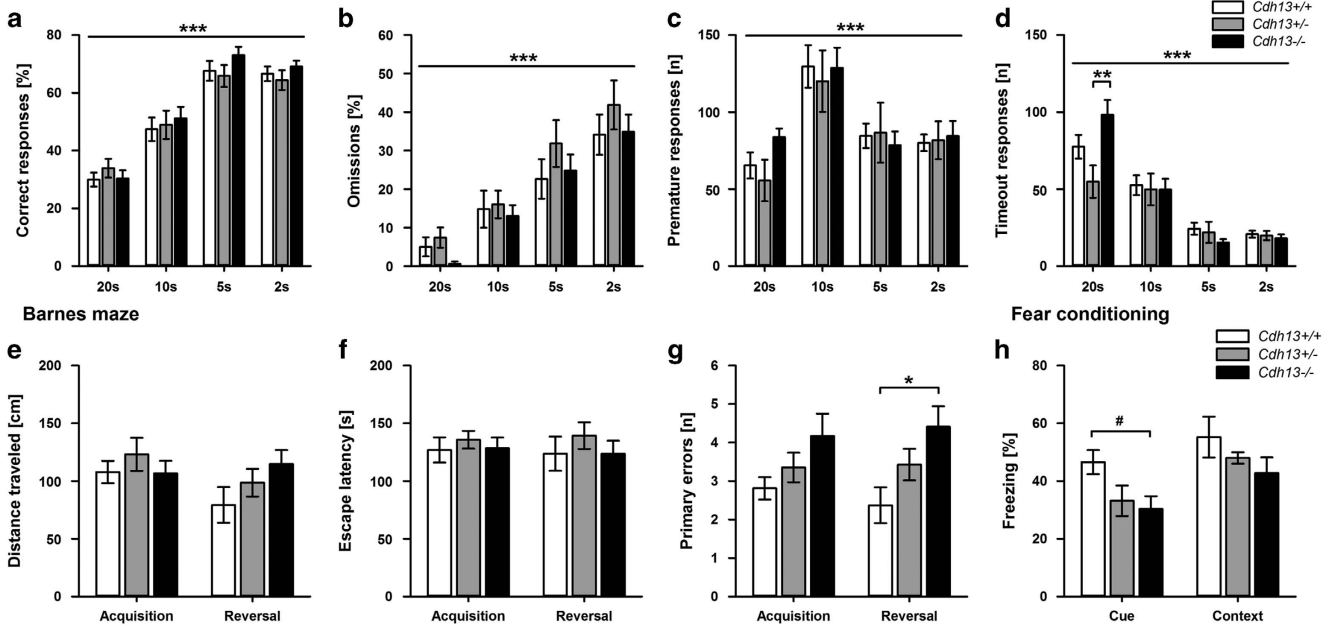 a
***
Correct responses [%]
80
60
40
20
0
20s 10s 5s 2s
b
***
Omissions [%]
60
50
40
30
20
10
0
20s 10s 5s 2s
c
***
Premature responses [n]
150
100
50
0
20s 10s 5s 2s
d
Cdh13+/+
Cdh13+/-
Cdh13-/-
***
**
Timeout responses [n]
150
100
50
0
20s 10s 5s 2s
Barnes maze
e
Distance traveled [cm]
200
150
100
50
0
Acquisition Reversal
f
Escape latency [s]
200
150
100
50
0
Acquisition Reversal
g
*
Primary errors [n]
6
5
4
3
2
1
0
Acquisition Reversal
Fear conditioning
h
Cdh13+/+
Cdh13+/-
Cdh13-/-
#
Freezing [%]
80
60
40
20
0
Cue Context